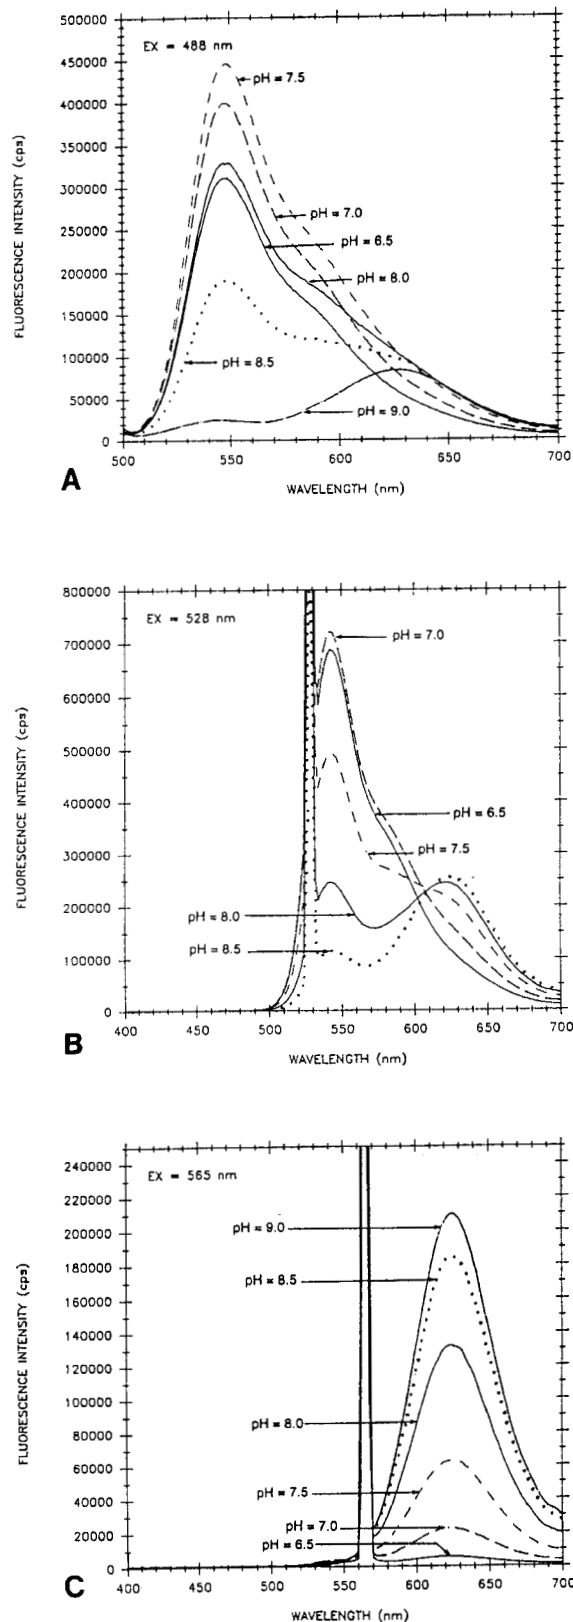 500000
EX = 488 nm
450000
pH = 7.5
400000
350000
300000
pH = 7.0
250000
pH = 6.5
pH = 8.0
200000
150000
100000
pH = 8.5
50000
pH = 9.0
0
500 550 600 650 700
FLUORESCENCE INTENSITY (cps)
WAVELENGTH (nm)
A
800000
EX = 528 nm
pH = 7.0
700000
600000
500000
400000
pH = 6.5
pH = 7.5
300000
200000
pH = 8.0
pH = 8.5
100000
0
400 450 500 550 600 650 700
FLUORESCENCE INTENSITY (cps)
WAVELENGTH (nm)
B
240000
EX = 565 nm
220000
pH = 9.0
200000
180000
pH = 8.5
160000
140000
120000
100000
pH = 8.0
80000
60000
pH = 7.5
40000
pH = 7.0
20000
pH = 6.5
0
400 450 500 550 600 650 700
FLUORESCENCE INTENSITY (cps)
WAVELENGTH (nm)
C